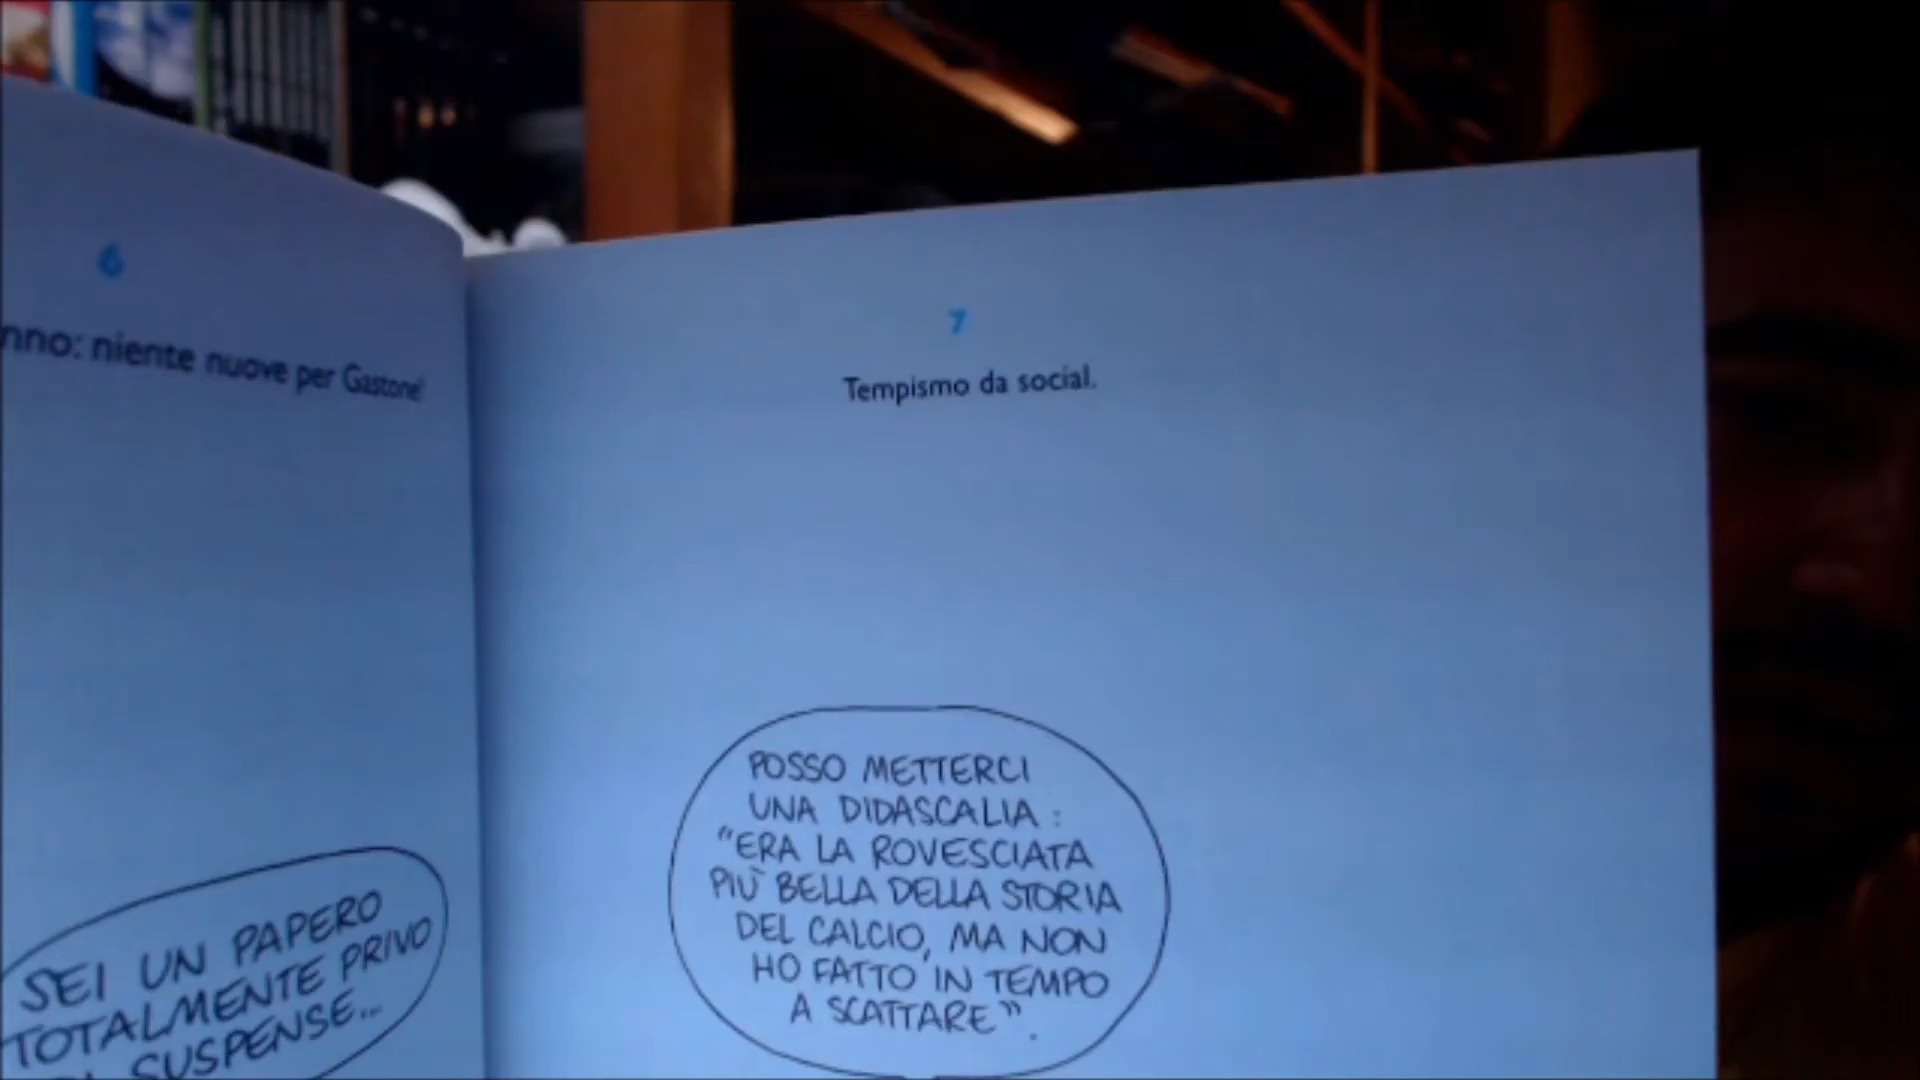 6
niente nuove per Gastone!
SEI UN PAPERO
TOTALMENTE PRIVO
SUSPENSE...
7
Tempismo da social.
POSSO METTERCI
UNA DIDASCALIA :
“ERA LA ROVESCIATA
PIÙ BELLA DELLA STORIA
DEL CALCIO, MA NON
HO FATTO IN TEMPO
A SCATTARE”.